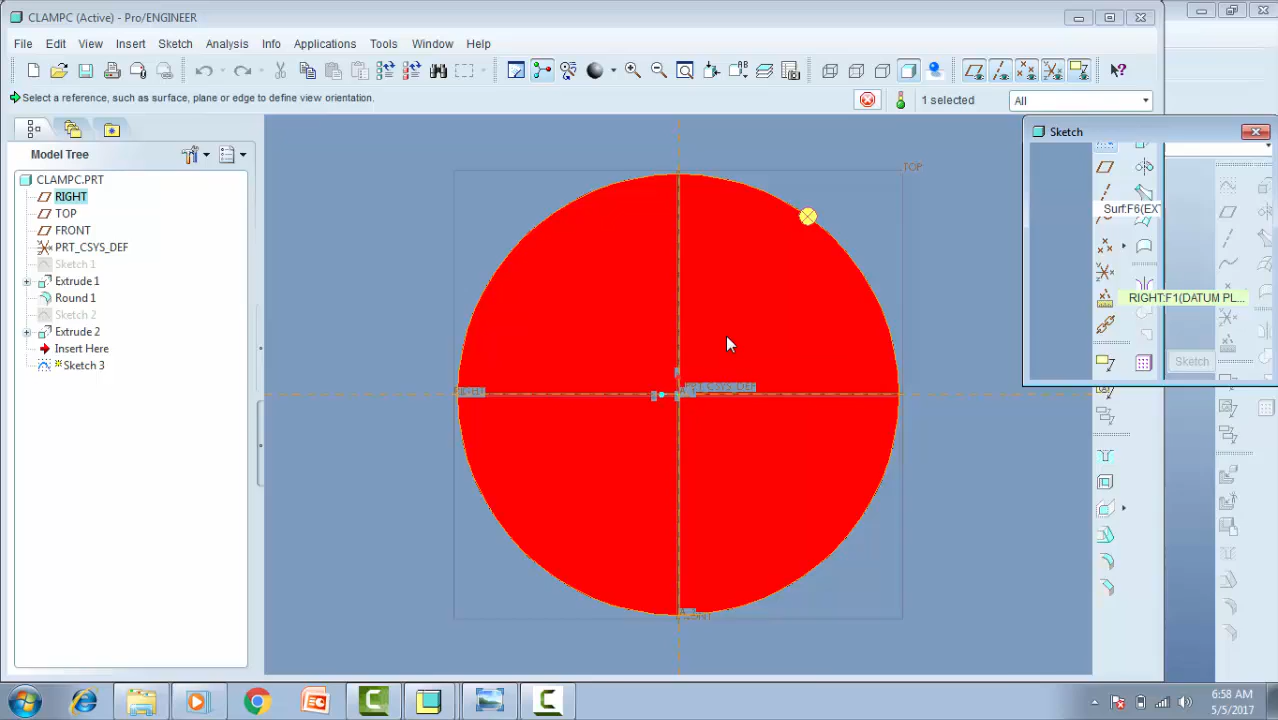 CLAMPC (Active) - Pro/ENGINEER
File Edit View Insert Sketch Analysis Info Applications Tools Window Help
Select a reference, such as surface, plane or edge to define view orientation.
1 selected
All
Sketch
Model Tree
CLAMPC.PRT
RIGHT
TOP
FRONT
PRT_CSYS_DEF
Sketch 1
Extrude 1
Round 1
Sketch 2
Extrude 2
Insert Here
Sketch 3
TOP
PRT_CSYS_DEF
Surf:F6(EX
RIGHT:F1(DATUM PL...
Sketch
6:58 AM
5/5/2017